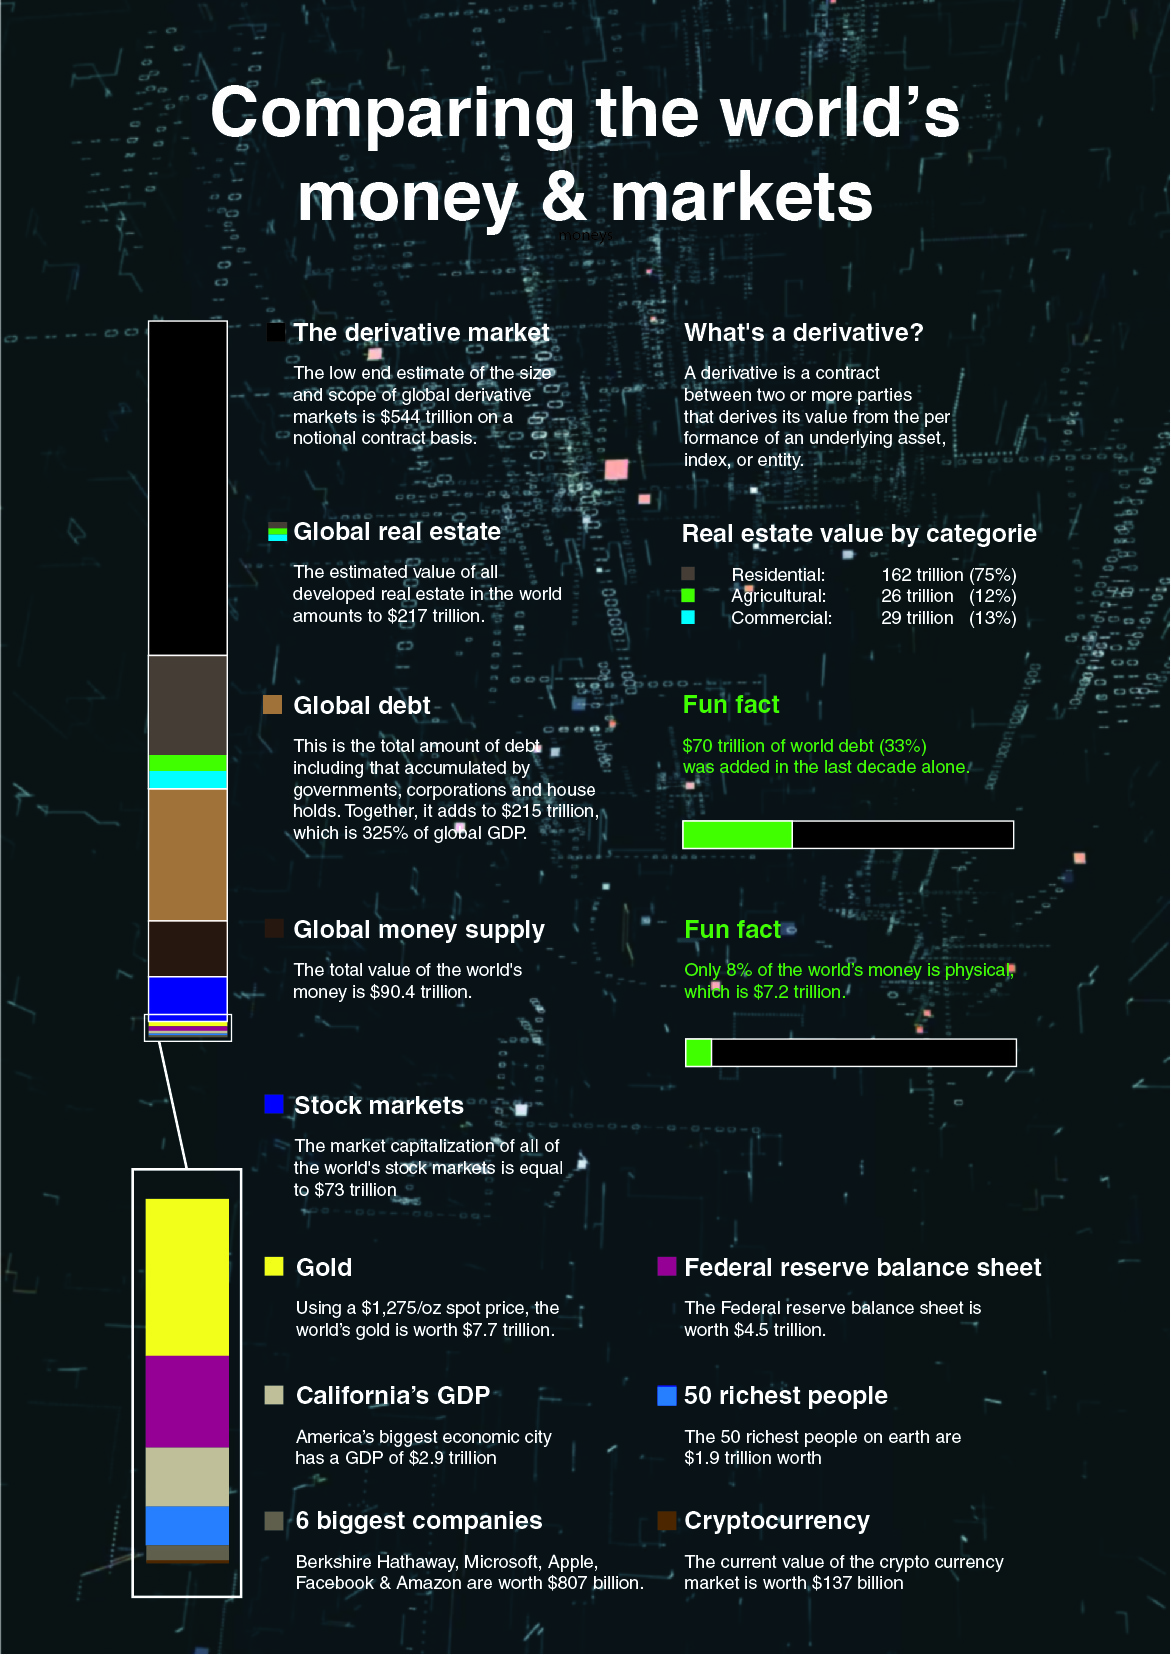 Comparing the world’s
money & markets
moneys
The derivative market
The low end estimate of the size
and scope of global derivative
markets is $544 trillion on a
notional contract basis.
What's a derivative?
A derivative is a contract
between two or more parties
that derives its value from the per
formance of an underlying asset,
index, or entity.
Global real estate
The estimated value of all
developed real estate in the world
amounts to $217 trillion.
Real estate value by categorie
Residential: 162 trillion (75%)
Agricultural: 26 trillion (12%)
Commercial: 29 trillion (13%)
Global debt
This is the total amount of debt
including that accumulated by
governments, corporations and house
holds. Together, it adds to $215 trillion,
which is 325% of global GDP.
Fun fact
$70 trillion of world debt (33%)
was added in the last decade alone.
Global money supply
The total value of the world's
money is $90.4 trillion.
Fun fact
Only 8% of the world’s money is physical,
which is $7.2 trillion.
Stock markets
The market capitalization of all of
the world's stock markets is equal
to $73 trillion
Gold
Using a $1,275/oz spot price, the
world’s gold is worth $7.7 trillion.
Federal reserve balance sheet
The Federal reserve balance sheet is
worth $4.5 trillion.
California’s GDP
America’s biggest economic city
has a GDP of $2.9 trillion
50 richest people
The 50 richest people on earth are
$1.9 trillion worth
6 biggest companies
Berkshire Hathaway, Microsoft, Apple,
Facebook & Amazon are worth $807 billion.
Cryptocurrency
The current value of the crypto currency
market is worth $137 billion